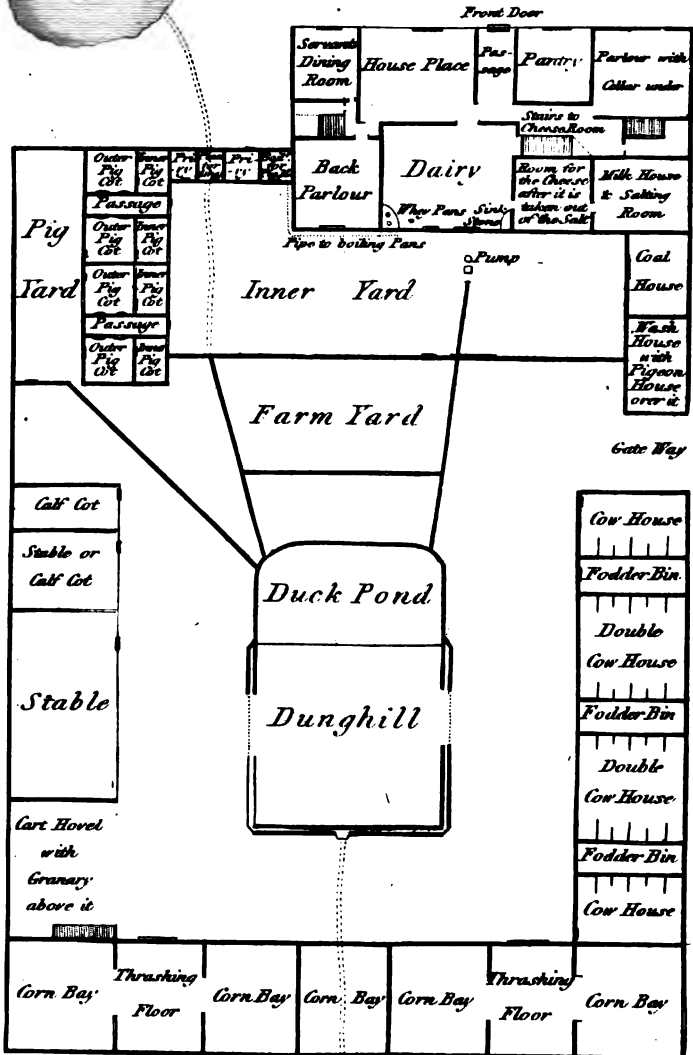 Front Door
Servants
Dining
Room
House Place
Pas-
sage
Pantry
Parlour with
Cellar under
Stairs to
Cheese Room
Back
Parlour
Dairy
Whey Pans
Sink
Stone
Room for
the Cheese
after it is
taken out
of the Salt
Milk House
& Salting
Room
Pipe to boiling Pans
Pig
Yard
Outer
Pig
Cot
Inner
Pig
Cot
Passage
Outer
Pig
Cot
Inner
Pig
Cot
Outer
Pig
Cot
Inner
Pig
Cot
Passage
Outer
Pig
Cot
Inner
Pig
Cot
Pri-
vy
Pri-
vy
Inner Yard
Pump
Coal
House
Wash
House
with
Pigeon
House
over it
Farm Yard
Gate Way
Calf Cot
Stable or
Calf Cot
Stable
Cart Hovel
with
Granary
above it
Duck Pond
Dunghill
Cow House
Fodder Bin
Double
Cow House
Fodder Bin
Double
Cow House
Fodder Bin
Cow House
Corn Bay
Thrashing
Floor
Corn Bay
Corn Bay
Corn Bay
Thrashing
Floor
Corn Bay